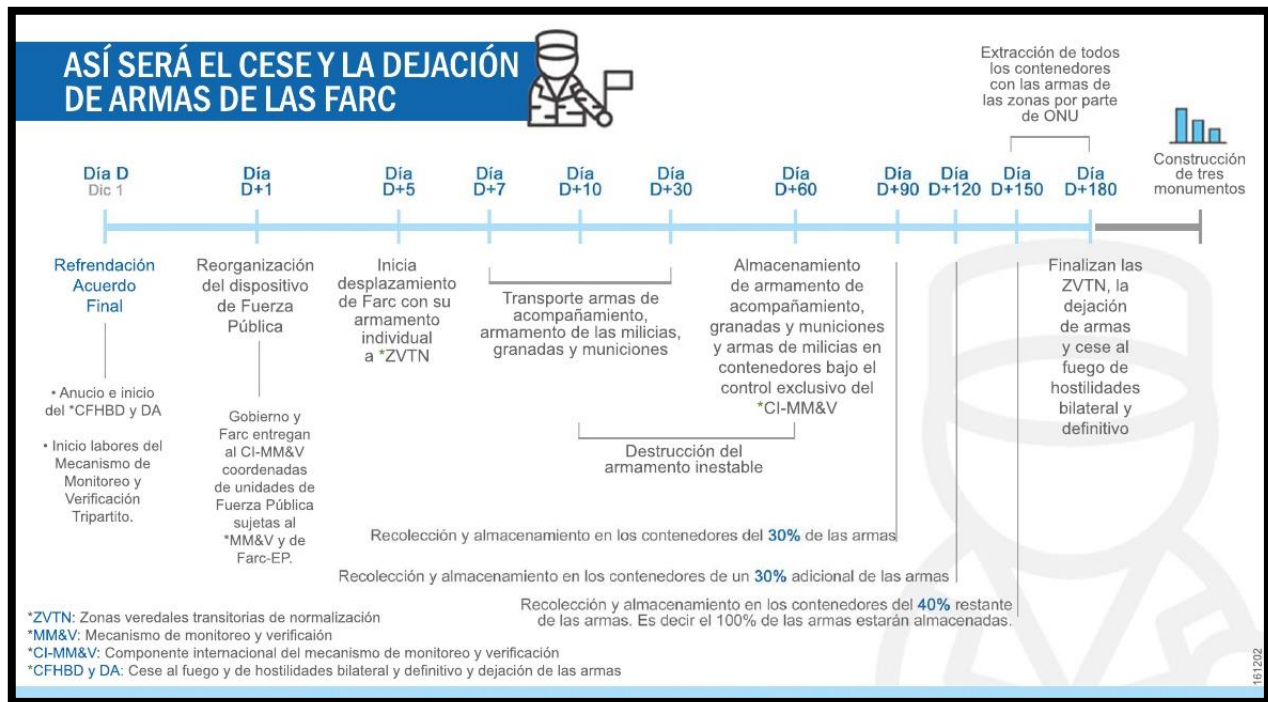 ASÍ SERÁ EL CESE Y LA DEJACIÓN
DE ARMAS DE LAS FARC
Extracción de todos
los contenedores
con las armas de
las zonas por parte
de ONU
Construcción
de tres
monumentos
Día D
Dic 1
Día
D+1
Día
D+5
Día
D+7
Día
D+10
Día
D+30
Día
D+60
Día
D+90
Día
D+120
Día
D+150
Día
D+180
Refrendación
Acuerdo
Final
• Anucio e inicio
del *CFHBD y DA
• Inicio labores del
Mecanismo de
Monitoreo y
Verificación
Tripartito.
Reorganización
del dispositivo
de Fuerza
Pública
Gobierno y
Farc entregan
al CI-MM&V
coordenadas
de unidades de
Fuerza Pública
sujetas al
*MM&V y de
Farc-EP.
Inicia
desplazamiento
de Farc con su
armamento
individual
a *ZVTN
Transporte armas de
acompañamiento,
armamento de las milicias,
granadas y municiones
Almacenamiento
de armamento de
acompañamiento,
granadas y municiones
y armas de milicias en
contenedores bajo el
control exclusivo del
*CI-MM&V
Destrucción del
armamento inestable
Finalizan las
ZVTN, la
dejación
de armas
y cese al
fuego de
hostilidades
bilateral y
definitivo
Recolección y almacenamiento en los contenedores del 30% de las armas
Recolección y almacenamiento en los contenedores de un 30% adicional de las armas
Recolección y almacenamiento en los contenedores del 40% restante
de las armas. Es decir el 100% de las armas estarán almacenadas.
*ZVTN: Zonas veredales transitorias de normalización
*MM&V: Mecanismo de monitoreo y verificaión
*CI-MM&V: Componente internacional del mecanismo de monitoreo y verificación
*CFHBD y DA: Cese al fuego y de hostilidades bilateral y definitivo y dejación de las armas
161202